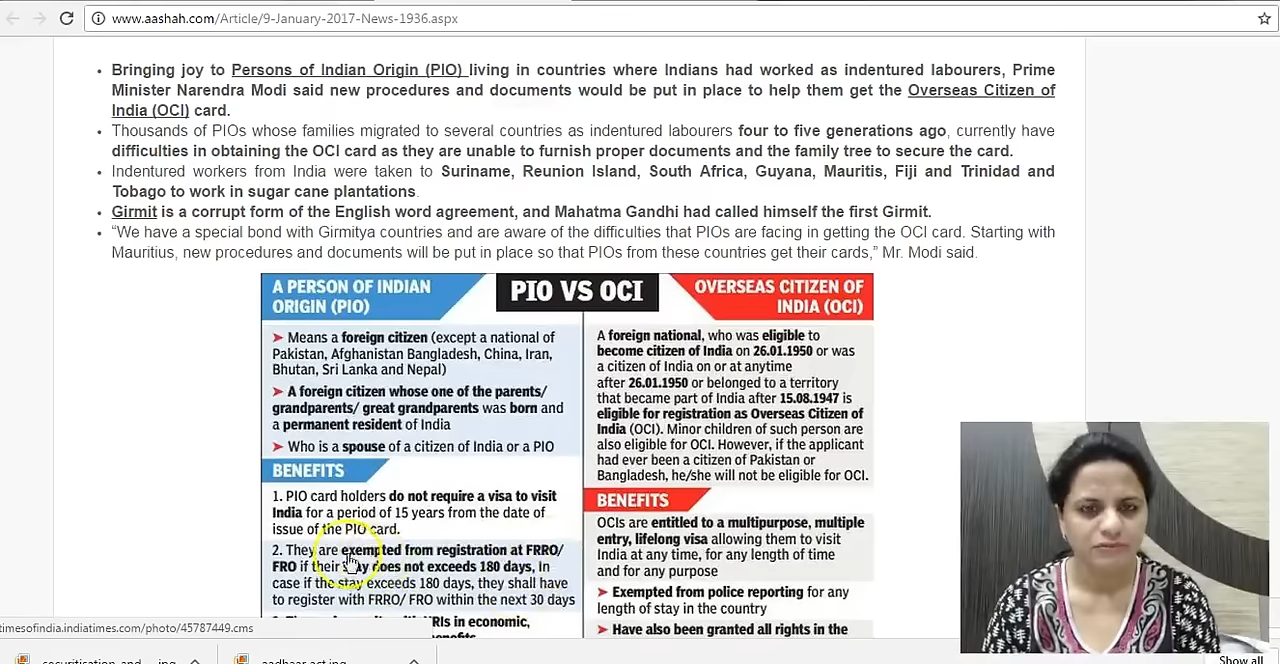 www.aashah.com/Article/9-January-2017-News-1936.aspx
• Bringing joy to Persons of Indian Origin (PIO) living in countries where Indians had worked as indentured labourers, Prime
Minister Narendra Modi said new procedures and documents would be put in place to help them get the Overseas Citizen of
India (OCI) card.
• Thousands of PIOs whose families migrated to several countries as indentured labourers four to five generations ago, currently have
difficulties in obtaining the OCI card as they are unable to furnish proper documents and the family tree to secure the card.
• Indentured workers from India were taken to Suriname, Reunion Island, South Africa, Guyana, Mauritis, Fiji and Trinidad and
Tobago to work in sugar cane plantations.
• Girmit is a corrupt form of the English word agreement, and Mahatma Gandhi had called himself the first Girmit.
• “We have a special bond with Girmitya countries and are aware of the difficulties that PIOs are facing in getting the OCI card. Starting with
Mauritius, new procedures and documents will be put in place so that PIOs from these countries get their cards,” Mr. Modi said.
PIO VS OCI
A PERSON OF INDIAN
ORIGIN (PIO)
➤ Means a foreign citizen (except a national of
Pakistan, Afghanistan Bangladesh, China, Iran,
Bhutan, Sri Lanka and Nepal)
➤ A foreign citizen whose one of the parents/
grandparents/ great grandparents was born and
a permanent resident of India
➤ Who is a spouse of a citizen of India or a PIO
BENEFITS
1. PIO card holders do not require a visa to visit
India for a period of 15 years from the date of
issue of the PIO card.
2. They are exempted from registration at FRRO/
FRO if their stay does not exceeds 180 days, In
case if the stay exceeds 180 days, they shall have
to register with FRRO/ FRO within the next 30 days
RIs in economic,
OVERSEAS CITIZEN OF
INDIA (OCI)
A foreign national, who was eligible to
become citizen of India on 26.01.1950 or was
a citizen of India on or at anytime
after 26.01.1950 or belonged to a territory
that became part of India after 15.08.1947 is
eligible for registration as Overseas Citizen of
India (OCI). Minor children of such person are
also eligible for OCI. However, if the applicant
had ever been a citizen of Pakistan or
Bangladesh, he/she will not be eligible for OCI.
BENEFITS
OCIs are entitled to a multipurpose, multiple
entry, lifelong visa allowing them to visit
India at any time, for any length of time
and for any purpose
➤ Exempted from police reporting for any
length of stay in the country
➤ Have also been granted all rights in the
timesofindia.indiatimes.com/photo/45787449.cms
Show all